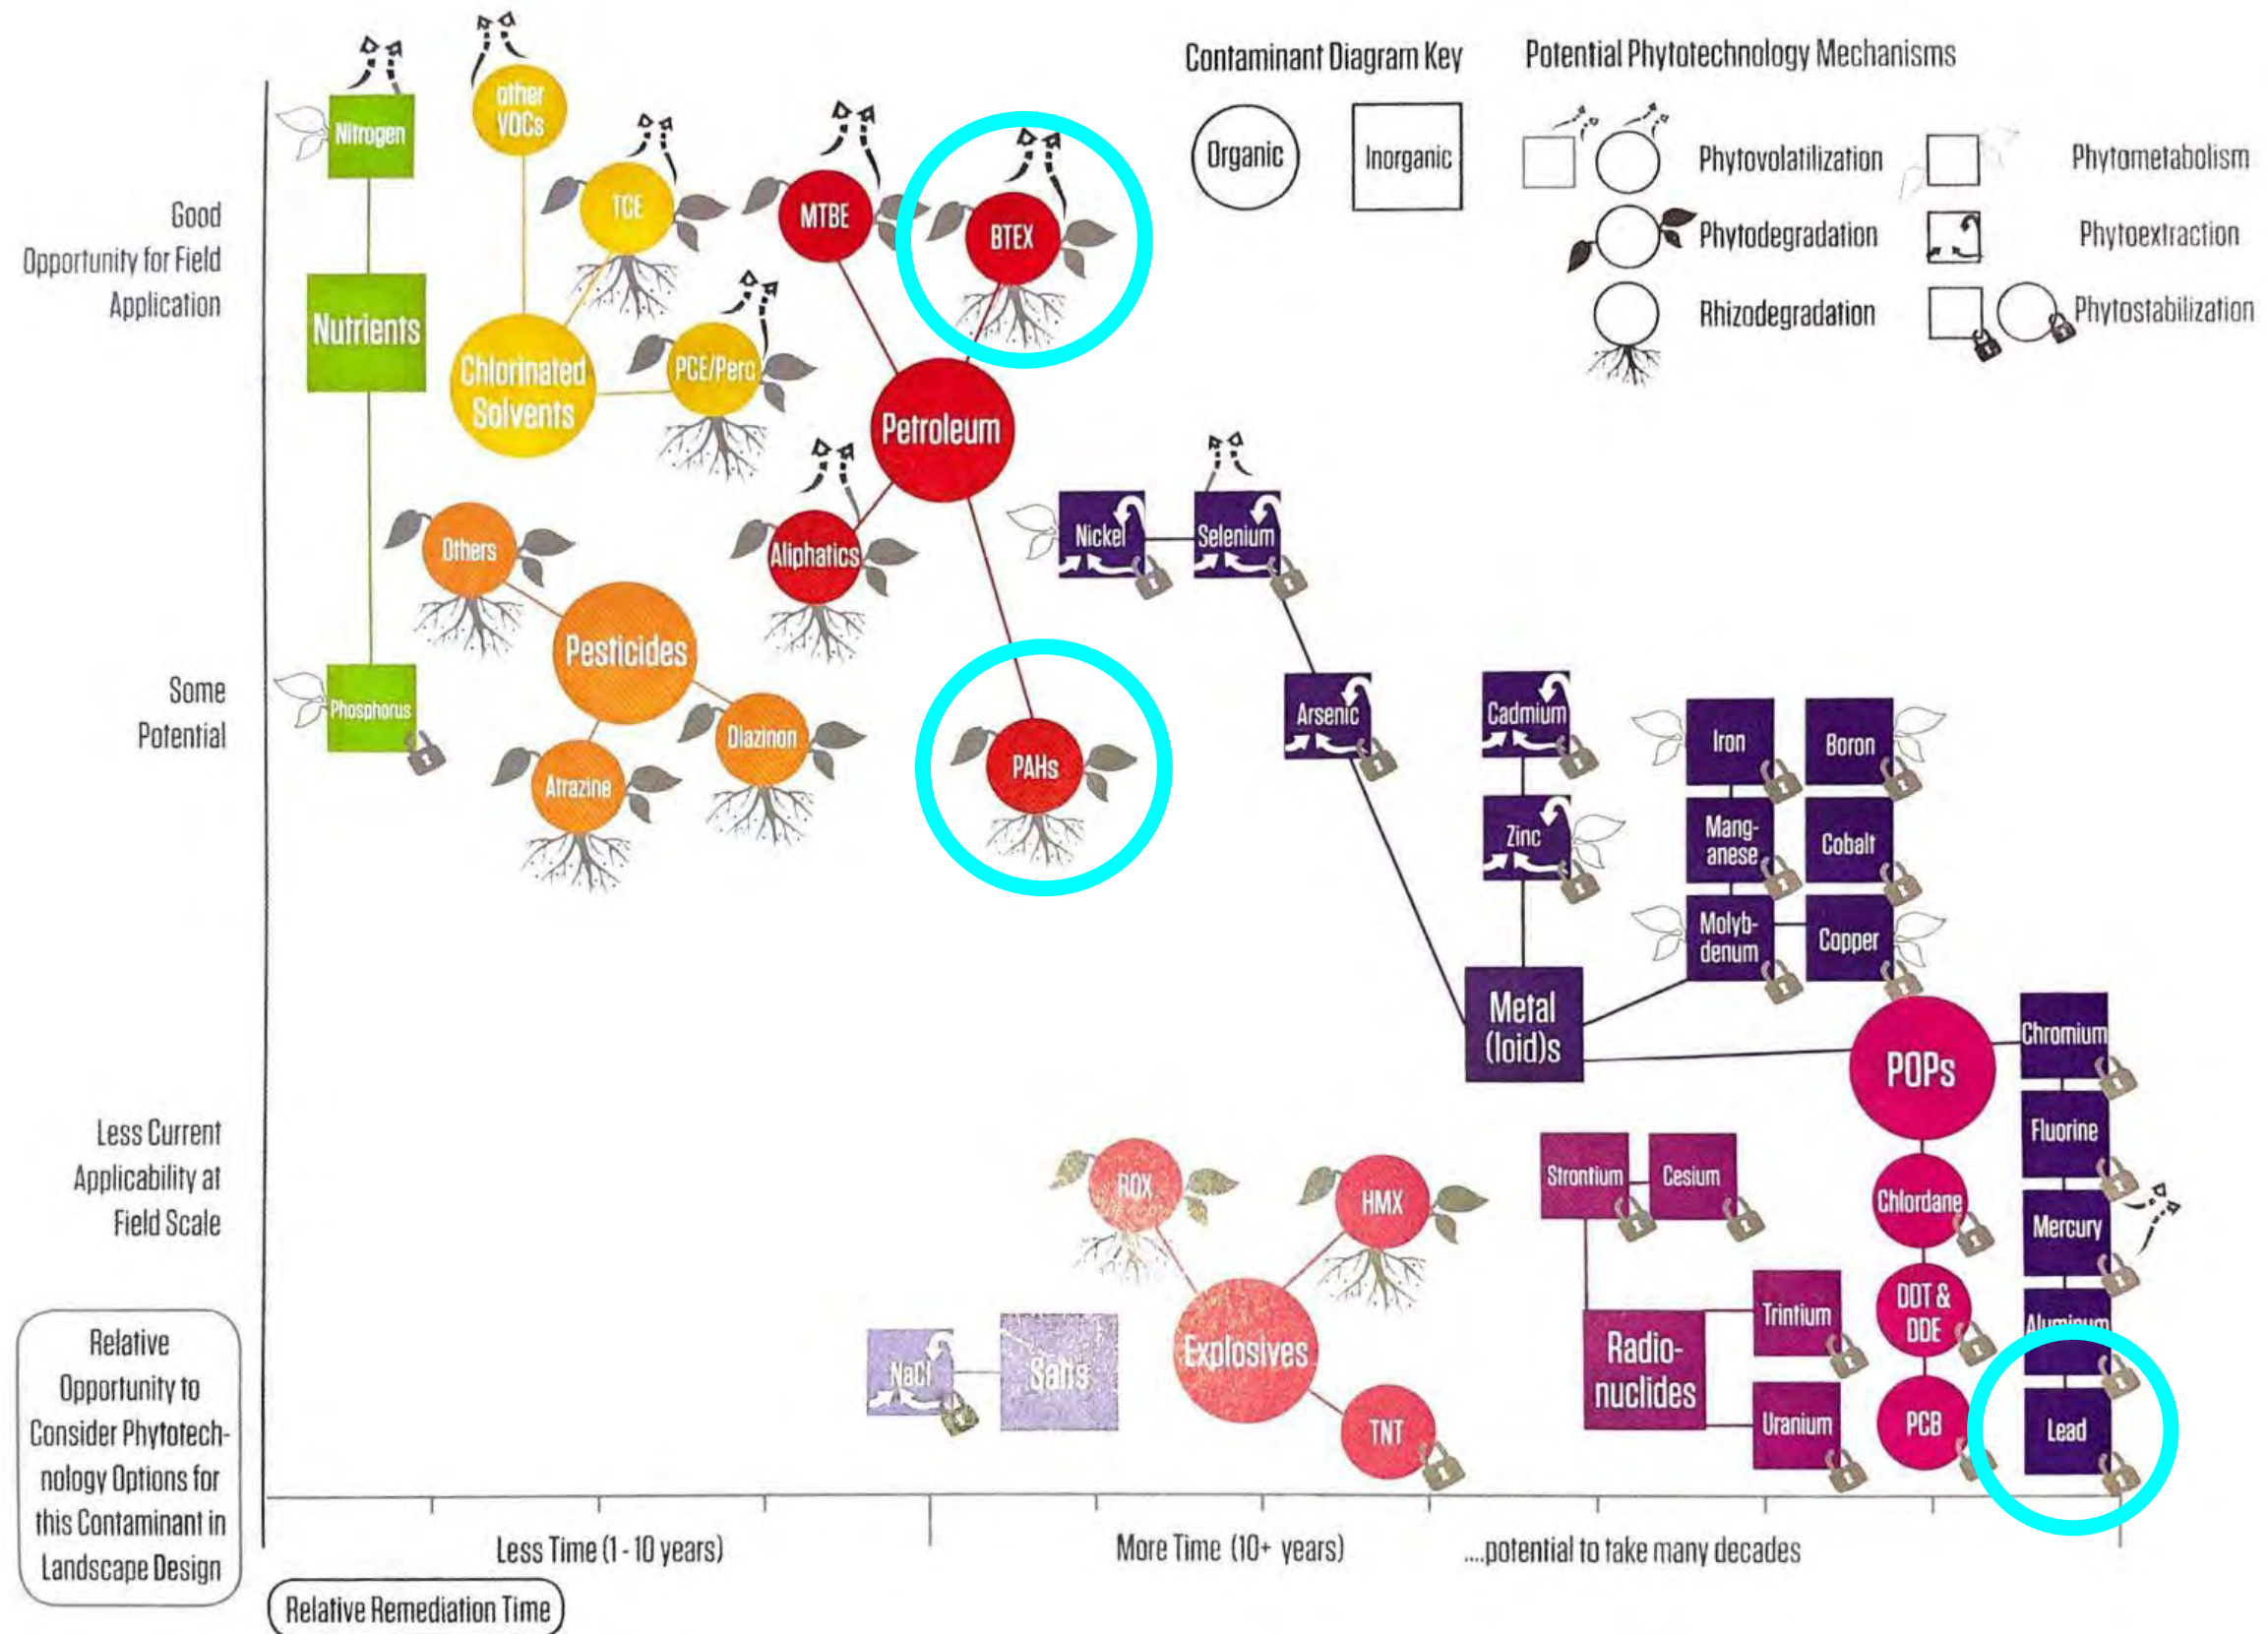 Contaminant Diagram Key
Organic
Inorganic
Potential Phytotechnology Mechanisms
Phytovolatilization
Phytometabolism
Phytodegradation
Phytoextraction
Rhizodegradation
Phytostabilization
Good
Opportunity for Field
Application
Some
Potential
Less Current
Applicability at
Field Scale
Relative
Opportunity to
Consider Phytotech-
nology Options for
this Contaminant in
Landscape Design
Nitrogen
Nutrients
Phosphorus
other
VOCs
TCE
PCE/Perc
Chlorinated
Solvents
MTBE
BTEX
Petroleum
Aliphatics
PAHs
Others
Pesticides
Diazinon
Atrazine
Nickel
Selenium
Arsenic
Cadmium
Zinc
Iron
Boron
Mang-
anese
Cobalt
Molyb-
denum
Copper
Metal
(loid)s
POPs
Chlordane
DDT &
DDE
PCB
Chromium
Fluorine
Mercury
Aluminum
Lead
Strontium
Cesium
Radio-
nuclides
Trintium
Uranium
RDX
HMX
Explosives
TNT
NaCl
Salts
Less Time (1 - 10 years)
More Time (10+ years)
....potential to take many decades
Relative Remediation Time